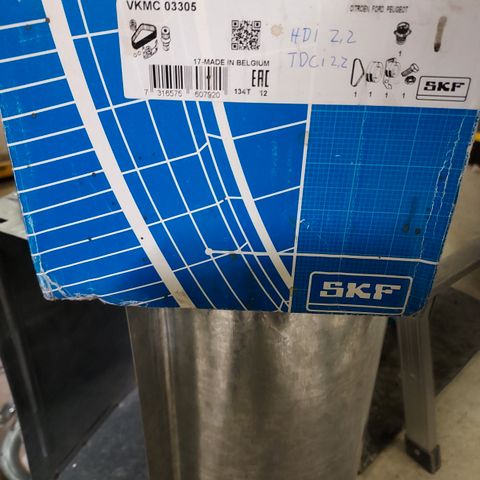 VKMC 03305
CITROEN FORD PEUGEOT
HDI 2,2
TDCi 2,2
17-MADE IN BELGIUM
EAC
7 316575 607920
134T 12
1 1 1 1
SKF
SKF